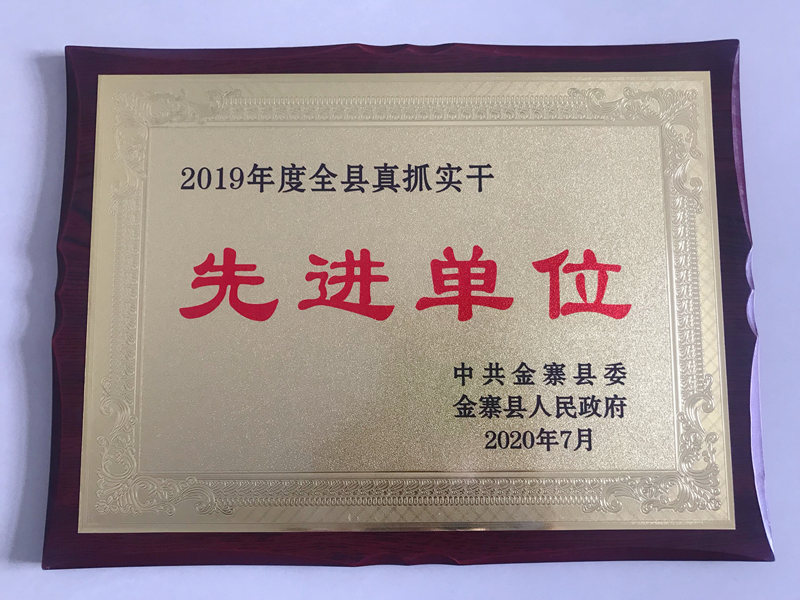 2019年度全县真抓实干
先进单位
中共金寨县委
金寨县人民政府
2020年7月